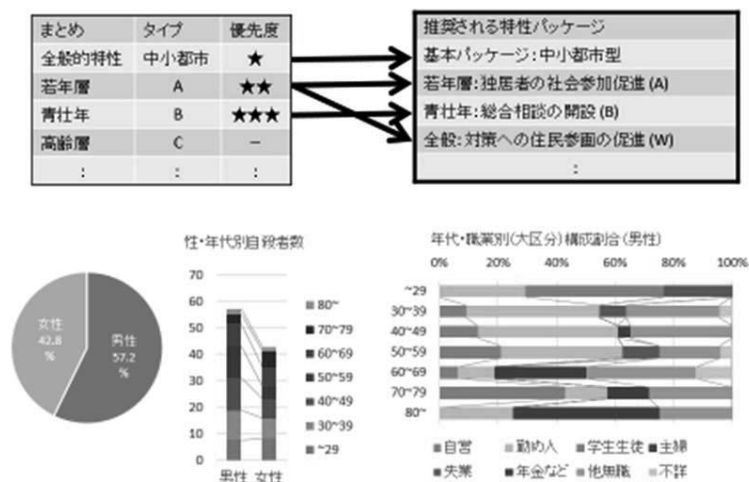 まとめ タイプ 優先度
全般的特性 中小都市 ★
若年層 A ★★
青壮年 B ★★★
高齢層 C －
： ： ：
推奨される特性パッケージ
基本パッケージ：中小都市型
若年層：独居者の社会参加促進(A)
青壮年：総合相談の開設(B)
全般：対策への住民参画の促進(W)
：
女性
42.8
%
男性
57.2
%
性・年代別自殺者数
70
60
50
40
30
20
10
0
男性 女性
80~
70~79
60~69
50~59
40~49
30~39
~29
年代・職業別(大区分)構成割合(男性)
0% 20% 40% 60% 80% 100%
~29
30~39
40~49
50~59
60~69
70~79
80~
自営 勤め人 学生生徒 主婦
失業 年金など 他無職 不詳